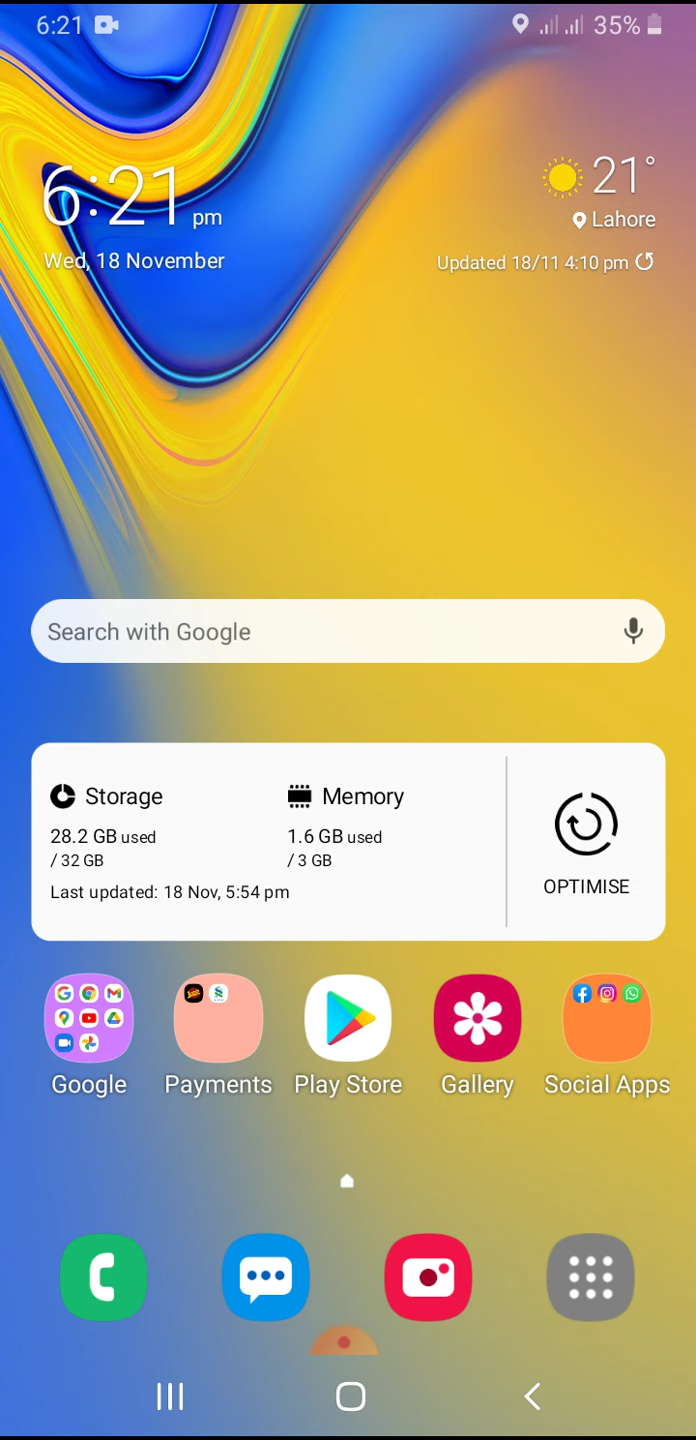 6:21
35%
6:21 pm
21°
Lahore
Wed, 18 November
Updated 18/11 4:10 pm
Search with Google
Storage
Memory
28.2 GB used
/ 32 GB
1.6 GB used
/ 3 GB
Last updated: 18 Nov, 5:54 pm
OPTIMISE
Google
Payments
Play Store
Gallery
Social Apps